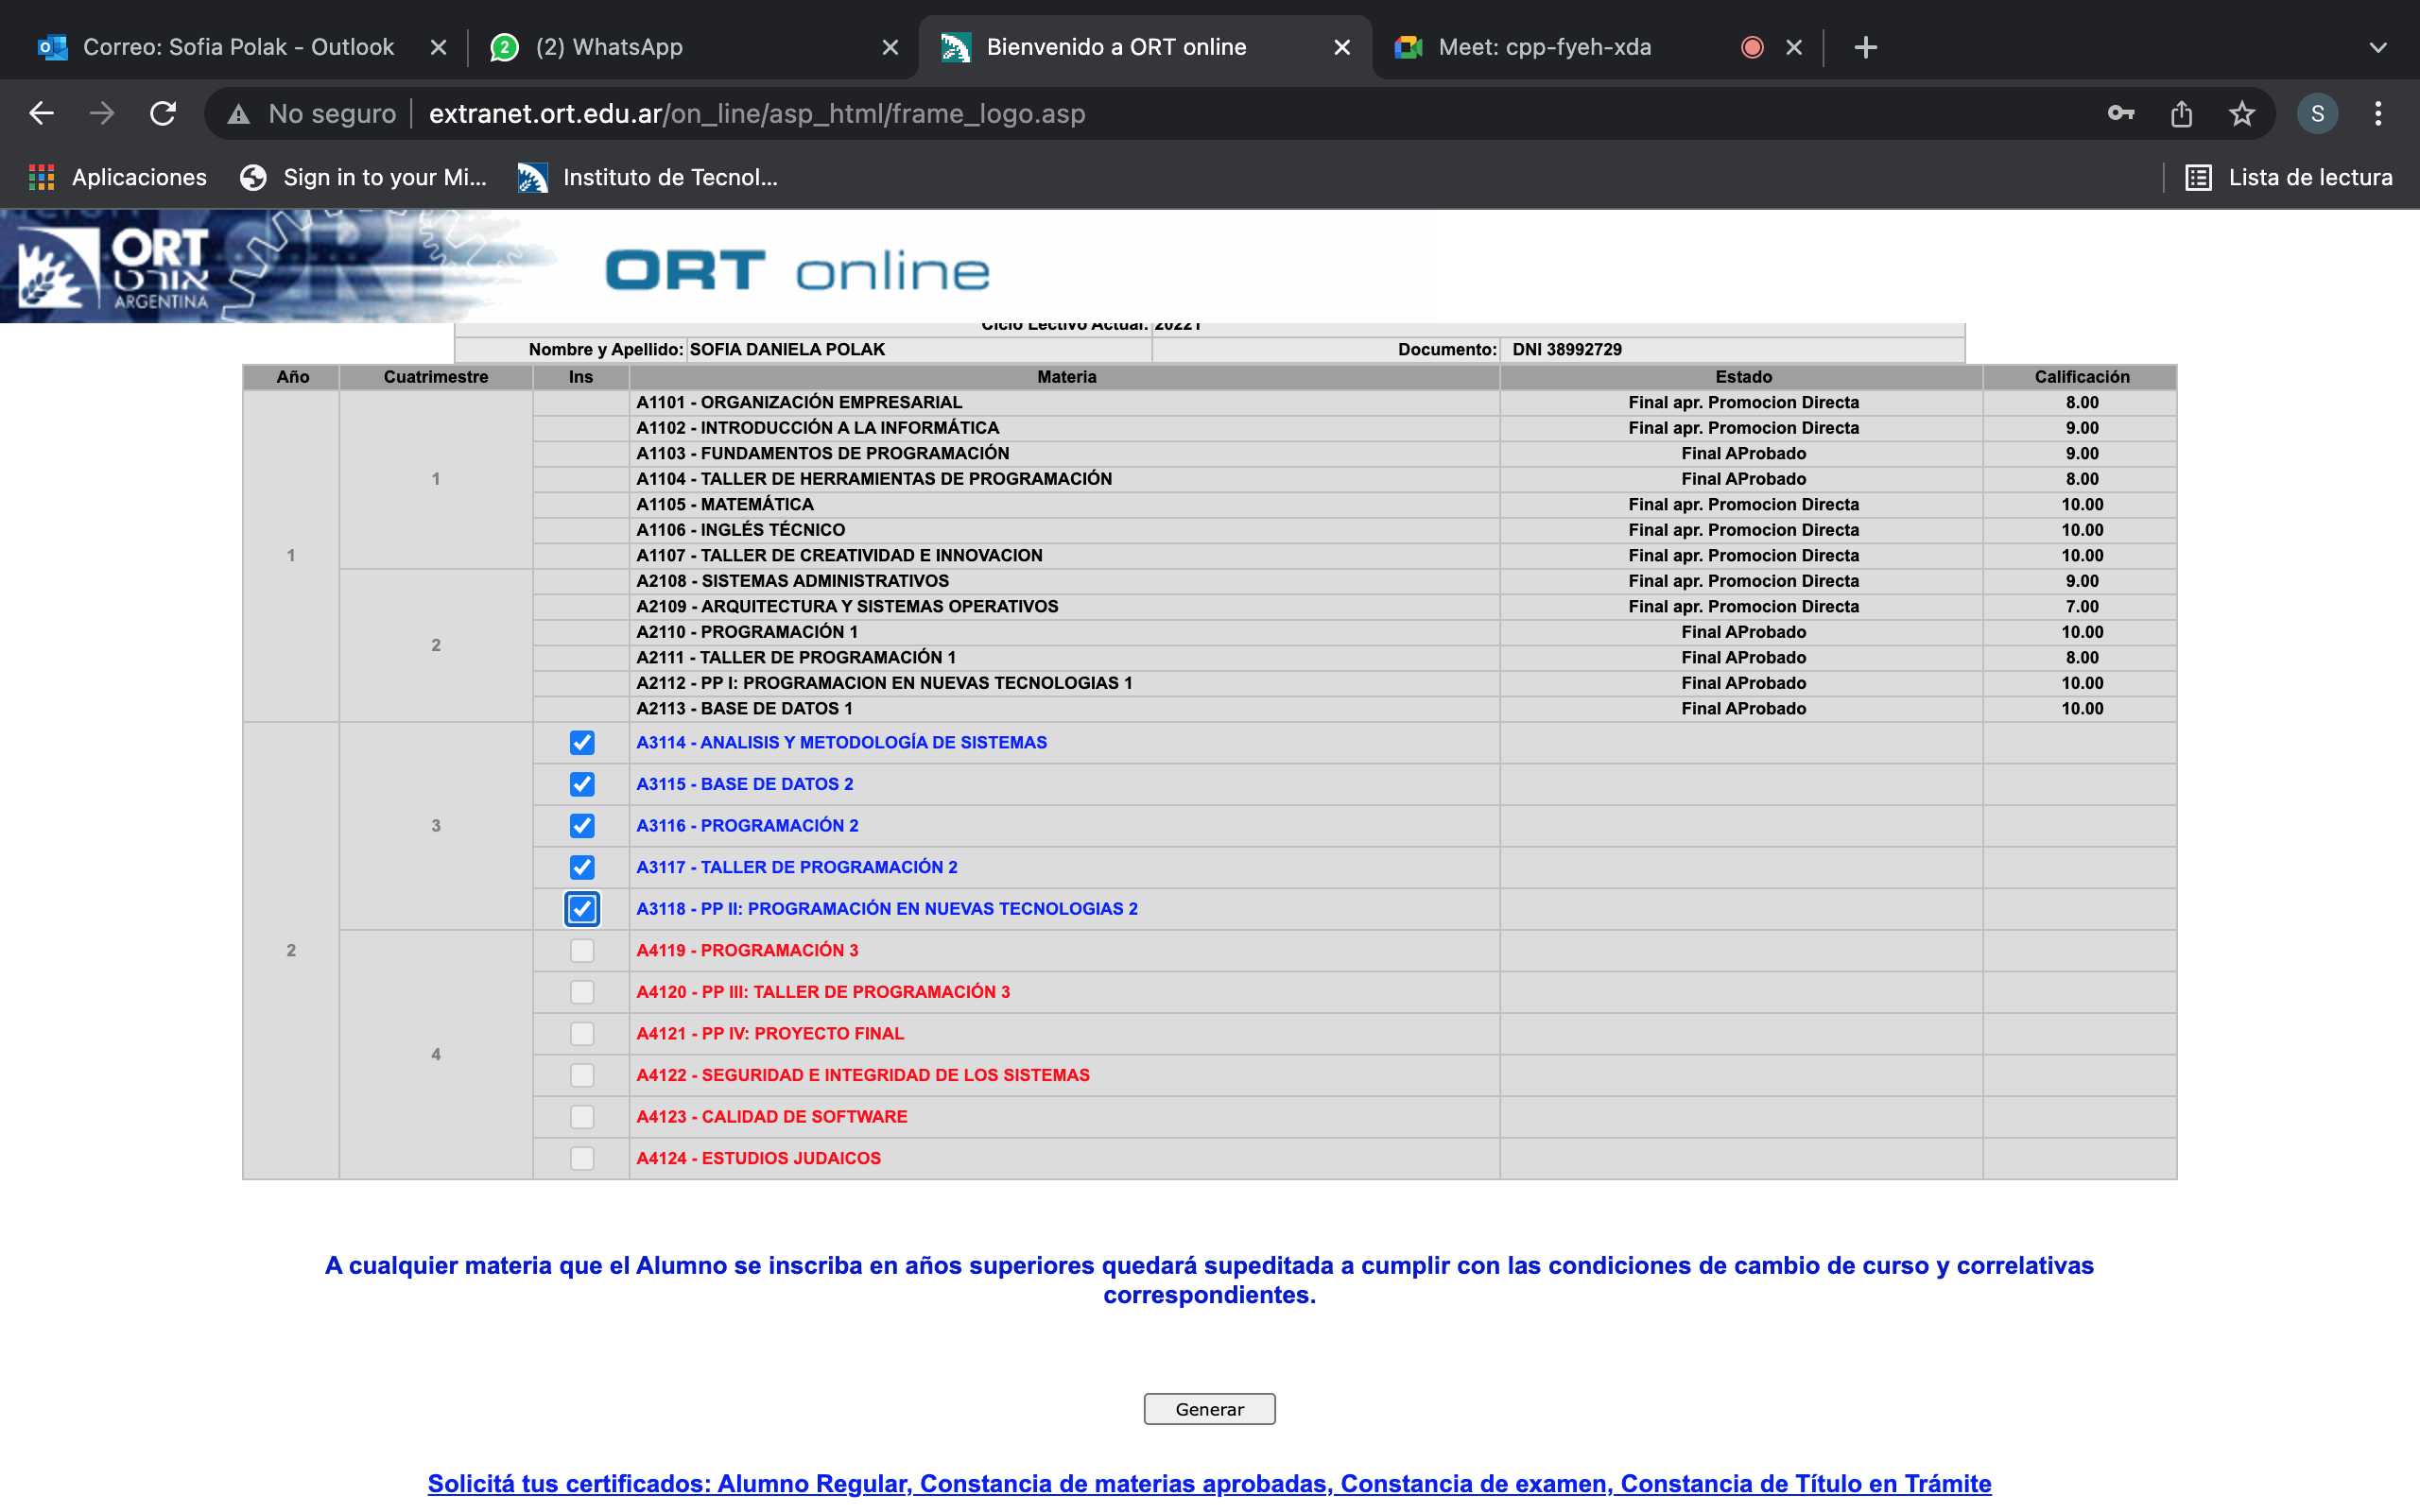 Correo: Sofia Polak - Outlook
2 (2) WhatsApp
Bienvenido a ORT online
Meet: cpp-fyeh-xda
No seguro extranet.ort.edu.ar/on_line/asp_html/frame_logo.asp S
Aplicaciones Sign in to your Mi... Instituto de Tecnol... Lista de lectura
ORT
אורט
ARGENTINA
ORT online
Ciclo Lectivo Actual: 20221
Nombre y Apellido: SOFIA DANIELA POLAK Documento: DNI 38992729
Año Cuatrimestre Ins Materia Estado Calificación
1
1
A1101 - ORGANIZACIÓN EMPRESARIAL Final apr. Promocion Directa 8.00
A1102 - INTRODUCCIÓN A LA INFORMÁTICA Final apr. Promocion Directa 9.00
A1103 - FUNDAMENTOS DE PROGRAMACIÓN Final AProbado 9.00
A1104 - TALLER DE HERRAMIENTAS DE PROGRAMACIÓN Final AProbado 8.00
A1105 - MATEMÁTICA Final apr. Promocion Directa 10.00
A1106 - INGLÉS TÉCNICO Final apr. Promocion Directa 10.00
A1107 - TALLER DE CREATIVIDAD E INNOVACION Final apr. Promocion Directa 10.00
2
A2108 - SISTEMAS ADMINISTRATIVOS Final apr. Promocion Directa 9.00
A2109 - ARQUITECTURA Y SISTEMAS OPERATIVOS Final apr. Promocion Directa 7.00
A2110 - PROGRAMACIÓN 1 Final AProbado 10.00
A2111 - TALLER DE PROGRAMACIÓN 1 Final AProbado 8.00
A2112 - PP I: PROGRAMACION EN NUEVAS TECNOLOGIAS 1 Final AProbado 10.00
A2113 - BASE DE DATOS 1 Final AProbado 10.00
2
3
A3114 - ANALISIS Y METODOLOGÍA DE SISTEMAS
A3115 - BASE DE DATOS 2
A3116 - PROGRAMACIÓN 2
A3117 - TALLER DE PROGRAMACIÓN 2
A3118 - PP II: PROGRAMACIÓN EN NUEVAS TECNOLOGIAS 2
4
A4119 - PROGRAMACIÓN 3
A4120 - PP III: TALLER DE PROGRAMACIÓN 3
A4121 - PP IV: PROYECTO FINAL
A4122 - SEGURIDAD E INTEGRIDAD DE LOS SISTEMAS
A4123 - CALIDAD DE SOFTWARE
A4124 - ESTUDIOS JUDAICOS
A cualquier materia que el Alumno se inscriba en años superiores quedará supeditada a cumplir con las condiciones de cambio de curso y correlativas
correspondientes.
Generar
Solicitá tus certificados: Alumno Regular, Constancia de materias aprobadas, Constancia de examen, Constancia de Título en Trámite